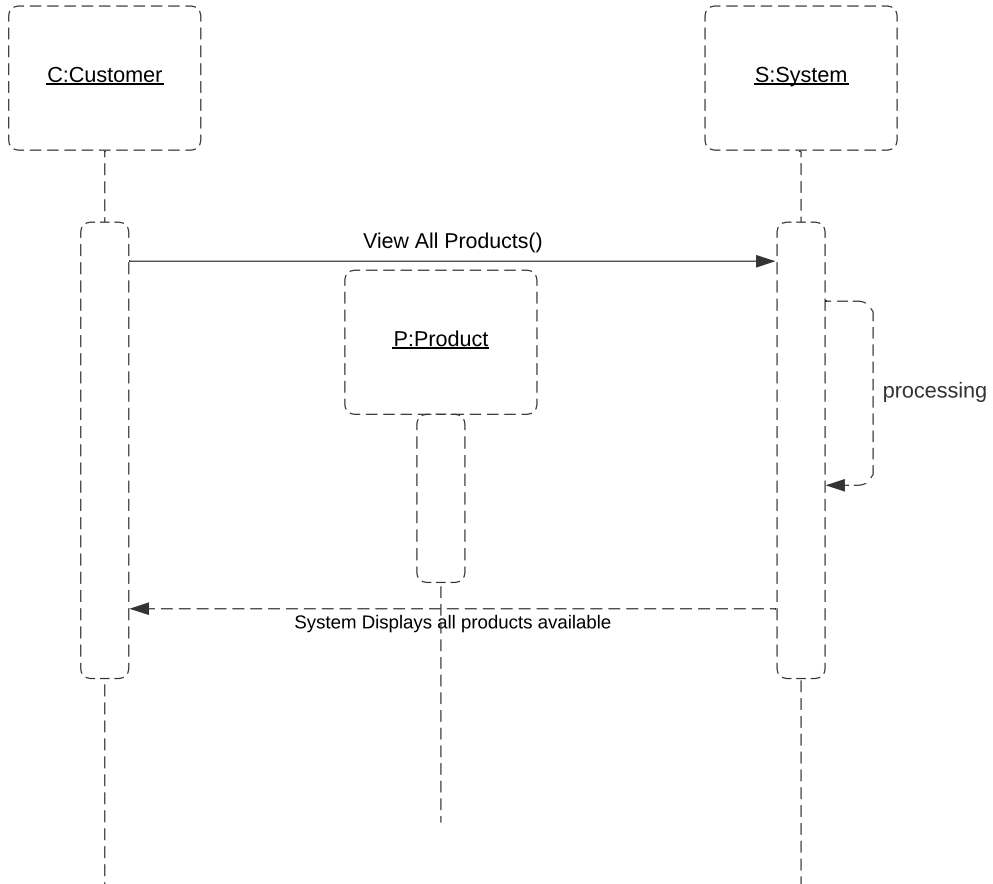 C:Customer
S:System
View All Products()
P:Product
processing
System Displays all products available